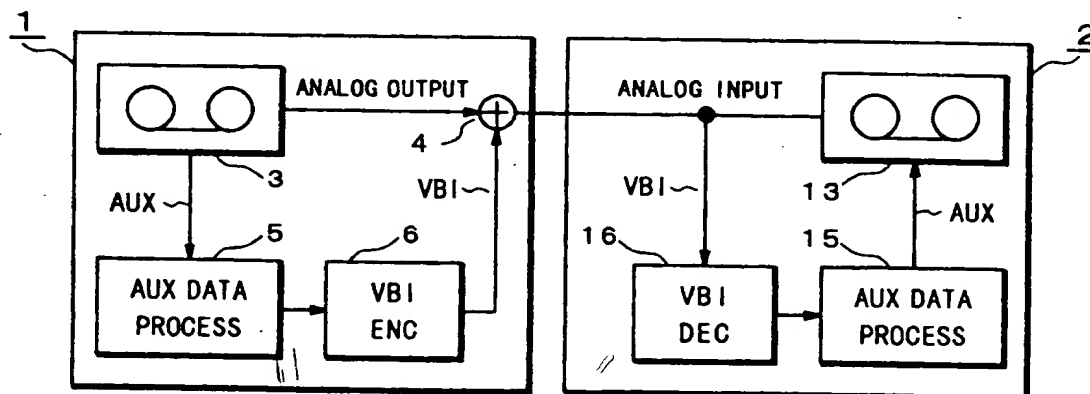 1
2
ANALOG OUTPUT
ANALOG INPUT
4
3
13
AUX
VBI
VBI
AUX
5
6
16
15
AUX DATA
PROCESS
VBI
ENC
VBI
DEC
AUX DATA
PROCESS